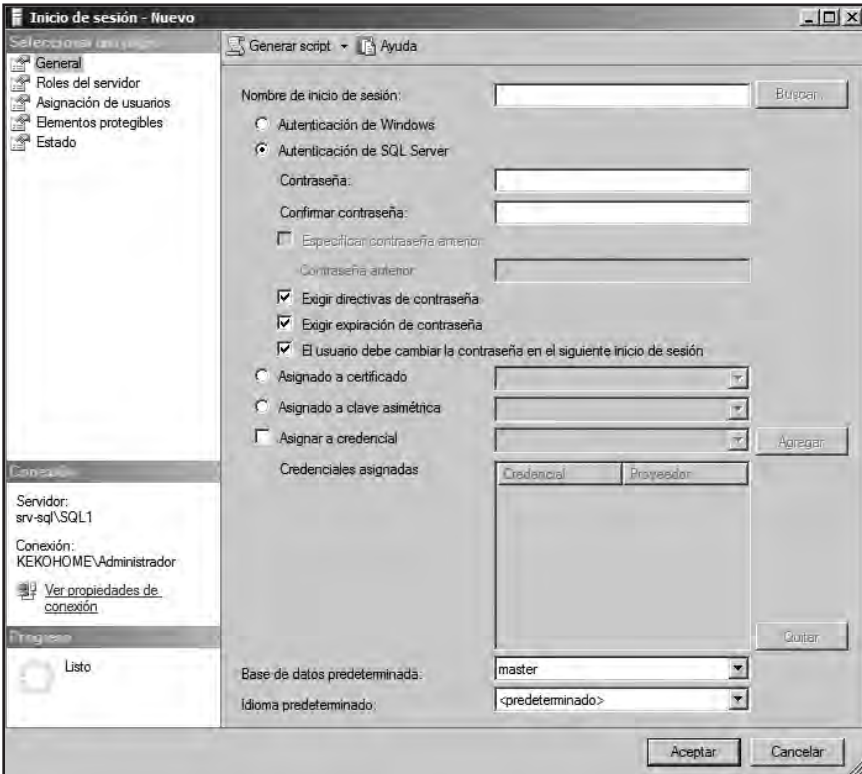 Inicio de sesión - Nuevo
Seleccionar una página
General
Roles del servidor
Asignación de usuarios
Elementos protegibles
Estado
Generar script
Ayuda
Nombre de inicio de sesión:
Buscar...
Autenticación de Windows
Autenticación de SQL Server
Contraseña:
Confirmar contraseña:
Especificar contraseña anterior
Contraseña anterior
Exigir directivas de contraseña
Exigir expiración de contraseña
El usuario debe cambiar la contraseña en el siguiente inicio de sesión
Asignado a certificado
Asignado a clave asimétrica
Asignar a credencial
Agregar
Credenciales asignadas
Credencial
Proveedor
Quitar
Base de datos predeterminada:
master
Idioma predeterminado:
<predeterminado>
Conexión
Servidor:
srv-sql\SQL1
Conexión:
KEKOHOME\Administrador
Ver propiedades de
conexión
Progreso
Listo
Aceptar
Cancelar